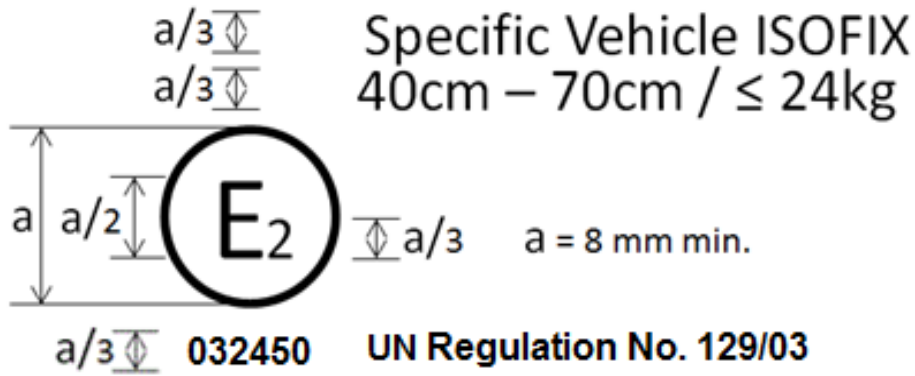 a/3 Specific Vehicle ISOFIX
a/3 40cm – 70cm / ≤ 24kg
a a/2 E2 a/3 a = 8 mm min.
a/3 032450 UN Regulation No. 129/03